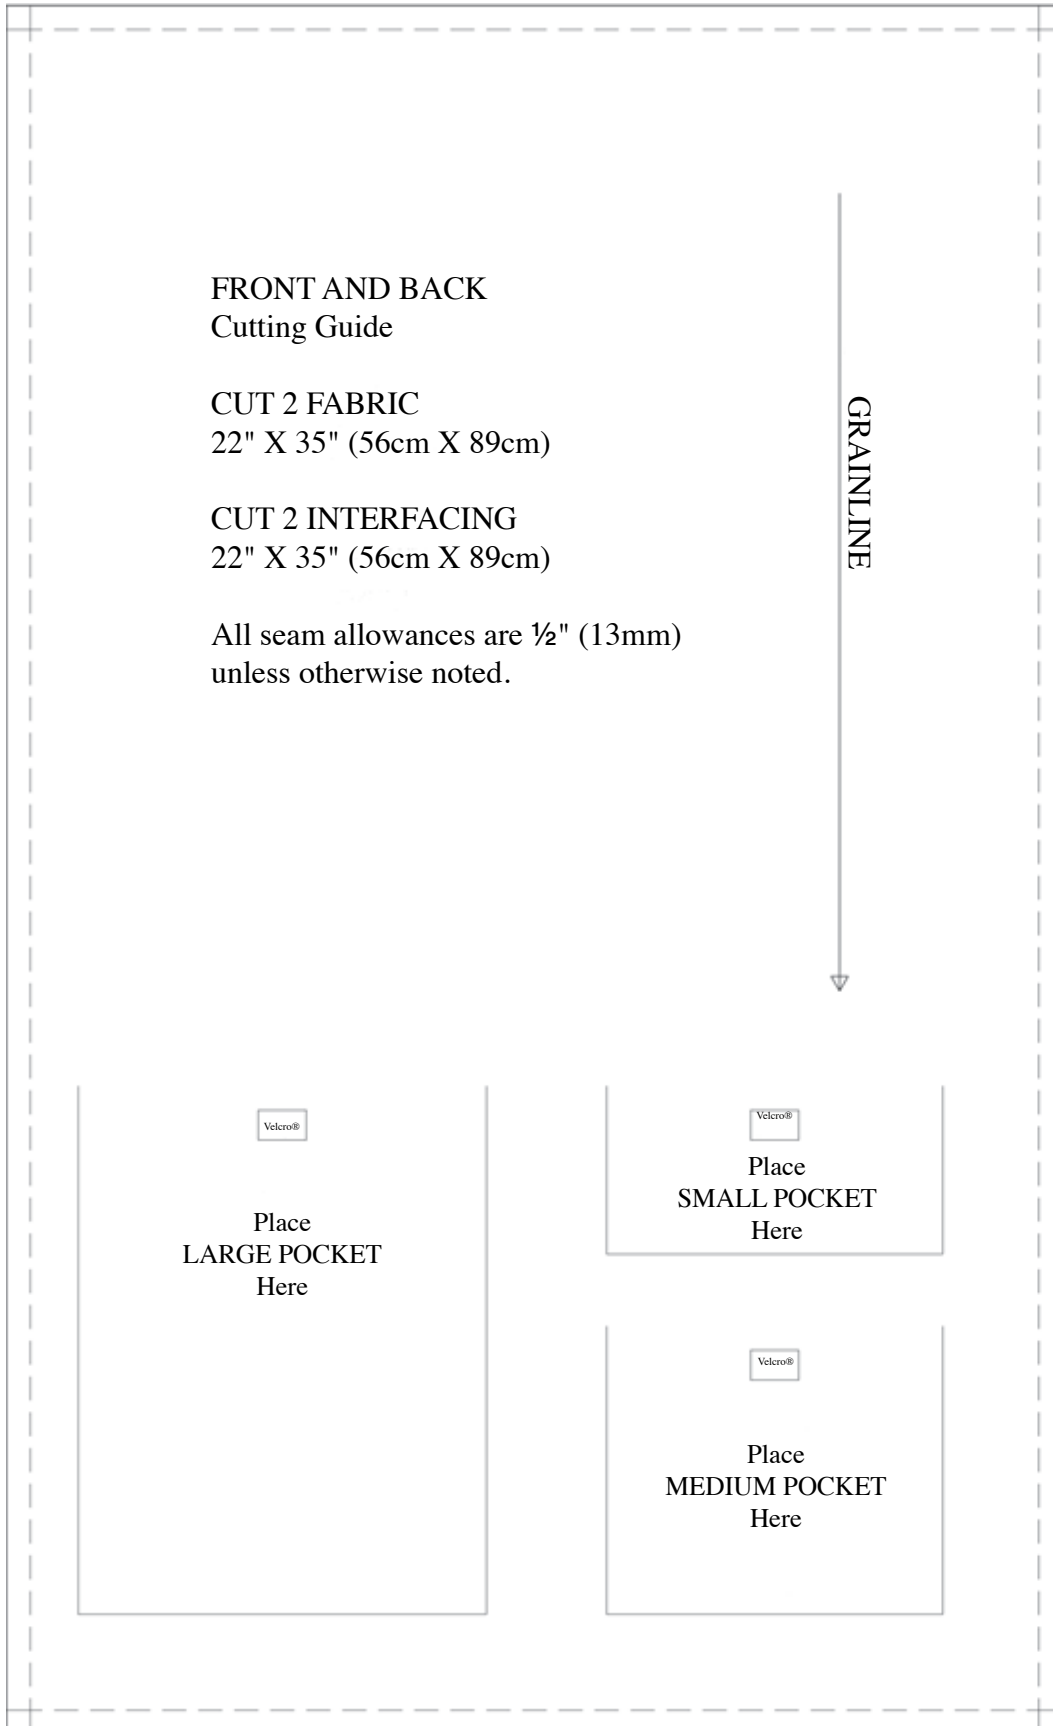 FRONT AND BACK
Cutting Guide
CUT 2 FABRIC
22" X 35" (56cm X 89cm)
CUT 2 INTERFACING
22" X 35" (56cm X 89cm)
All seam allowances are ½" (13mm)
unless otherwise noted.
GRAINLINE
Velcro®
Place
LARGE POCKET
Here
Velcro®
Place
SMALL POCKET
Here
Velcro®
Place
MEDIUM POCKET
Here